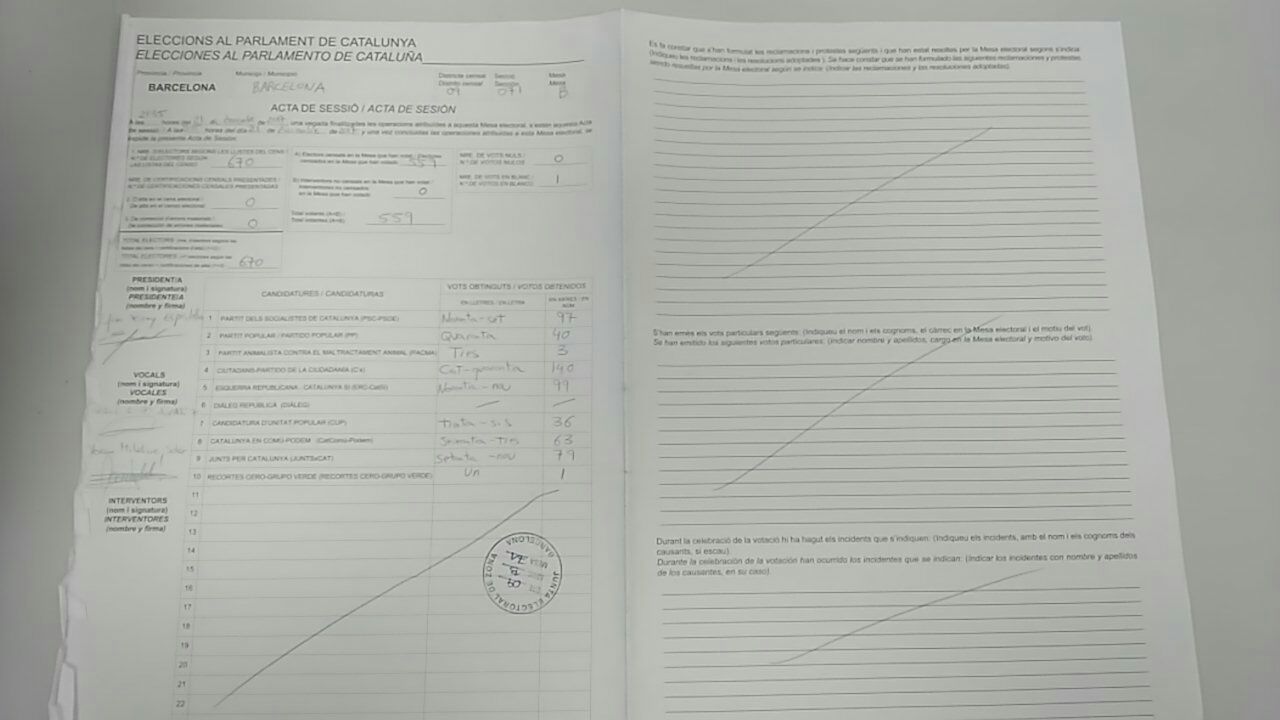 ELECCIONS AL PARLAMENT DE CATALUNYA
ELECCIONES AL PARLAMENTO DE CATALUÑA
Provincia / Provincia Municipi / Municipio Districte censal Secció Mesa
Distrito censal Sección Mesa
BARCELONA BARCELONA 09 071 B
ACTA DE SESSIÓ / ACTA DE SESIÓN
A les hores del 21 de de 2017, una vegada finalitzades les operacions atribuïdes a aquesta Mesa electoral, s'estén aquesta Acta
de sessió / A las horas del día 21 de de 2017 y una vez concluidas las operaciones atribuidas a esta Mesa electoral, se
expide la presente Acta de Sesión:
1. NRE. D'ELECTORS SEGONS LES LLISTES DEL CENS /
N.º DE ELECTORES SEGÚN
LAS LISTAS DEL CENSO 670
A) Electors censats en la Mesa que han votat / Electores
censados en la Mesa que han votado 559
NRE. DE VOTS NULS /
N.º DE VOTOS NULOS 0
NRE. DE CERTIFICACIONS CENSALS PRESENTADES /
N.º DE CERTIFICACIONES CENSALES PRESENTADAS
B) Interventors no censats en la Mesa que han votat /
Interventores no censados
en la Mesa que han votado 0
NRE. DE VOTS EN BLANC /
N.º DE VOTOS EN BLANCO 1
2. D'alta en el cens electoral /
De alta en el censo electoral 0
3. De correcció d'errors materials /
De corrección de errores materiales 0
Total votants (A+B) /
Total votantes (A+B) 559
TOTAL ELECTORS
TOTAL ELECTORES 670
PRESIDENT/A
(nom i signatura)
PRESIDENTE/A
(nombre y firma)
VOCALS
(nom i signatura)
VOCALES
(nombre y firma)
INTERVENTORS
(nom i signatura)
INTERVENTORES
(nombre y firma)
CANDIDATURES / CANDIDATURAS VOTS OBTINGUTS / VOTOS OBTENIDOS
EN LLETRES / EN LETRA EN XIFRES / EN NÚM.
1 PARTIT DELS SOCIALISTES DE CATALUNYA (PSC-PSOE) Noranta-set 97
2 PARTIT POPULAR / PARTIDO POPULAR (PP) Quaranta 40
3 PARTIT ANIMALISTA CONTRA EL MALTRACTAMENT ANIMAL (PACMA) Tres 3
4 CIUTADANS-PARTIDO DE LA CIUDADANÍA (C's) Cent-quaranta 140
5 ESQUERRA REPUBLICANA - CATALUNYA SÍ (ERC-CatSí) Noranta-nou 99
6 DIÀLEG REPÚBLICA (DIÀLEG) — —
7 CANDIDATURA D'UNITAT POPULAR (CUP) Trenta-sis 36
8 CATALUNYA EN COMÚ-PODEM (CatComú-Podem) Seixanta-tres 63
9 JUNTS PER CATALUNYA (JUNTSxCAT) Setanta-nou 79
10 RECORTES CERO-GRUPO VERDE (RECORTES CERO-GRUPO VERDE) Un 1
11
12
13
14
15
16
17
18
19
20
21
22
JUNTA ELECTORAL DE ZONA
BARCELONA
Es fa constar que s'han formulat les reclamacions i protestes següents i que han estat resoltes per la Mesa electoral segons s'indica:
(Indiqueu les reclamacions i les resolucions adoptades). Se hace constar que se han formulado las siguientes reclamaciones y protestas
siendo resueltas por la Mesa electoral según se indica: (Indicar las reclamaciones y las resoluciones adoptadas).
S'han emès els vots particulars següents: (Indiqueu el nom i els cognoms, el càrrec en la Mesa electoral i el motiu del vot).
Se han emitido los siguientes votos particulares: (indicar nombre y apellidos, cargo en la Mesa electoral y motivo del voto).
Durant la celebració de la votació hi ha hagut els incidents que s'indiquen: (Indiqueu els incidents, amb el nom i els cognoms dels
causants, si escau).
Durante la celebración de la votación han ocurrido los incidentes que se indican: (Indicar los incidentes con nombre y apellidos
de los causantes, en su caso).